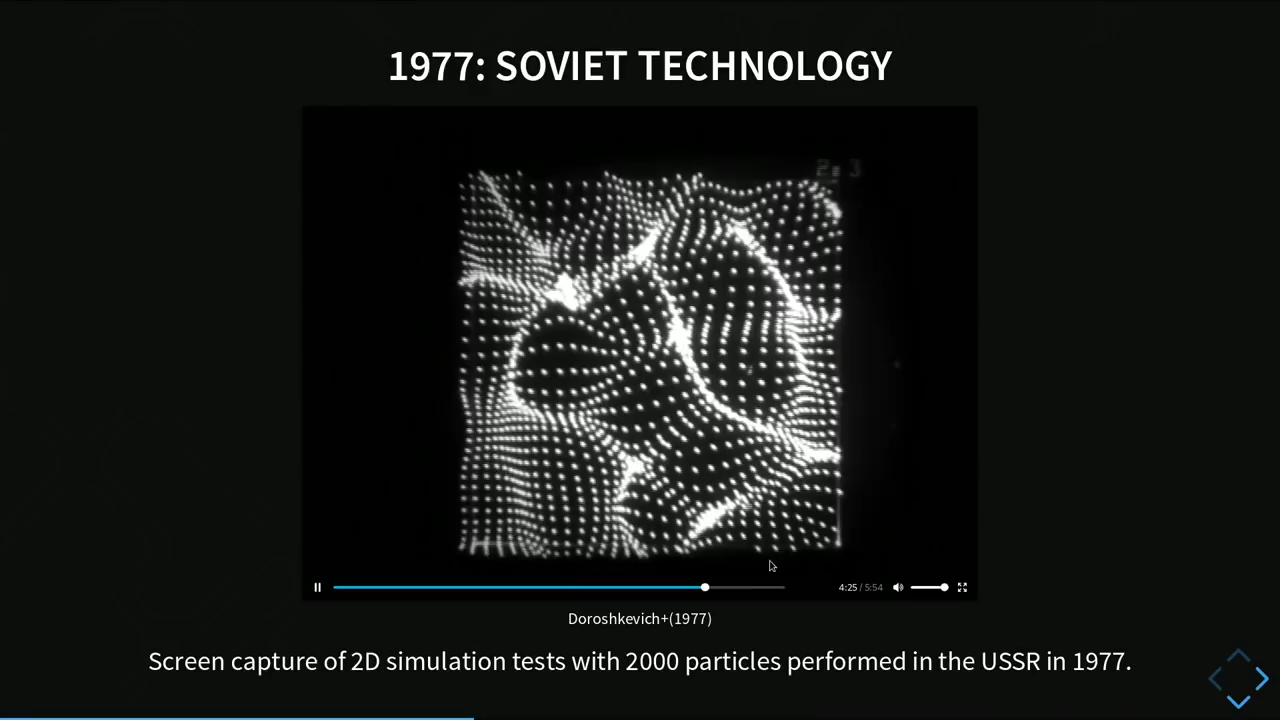 1977: SOVIET TECHNOLOGY
4:25 / 5:54
Doroshkevich+(1977)
Screen capture of 2D simulation tests with 2000 particles performed in the USSR in 1977.